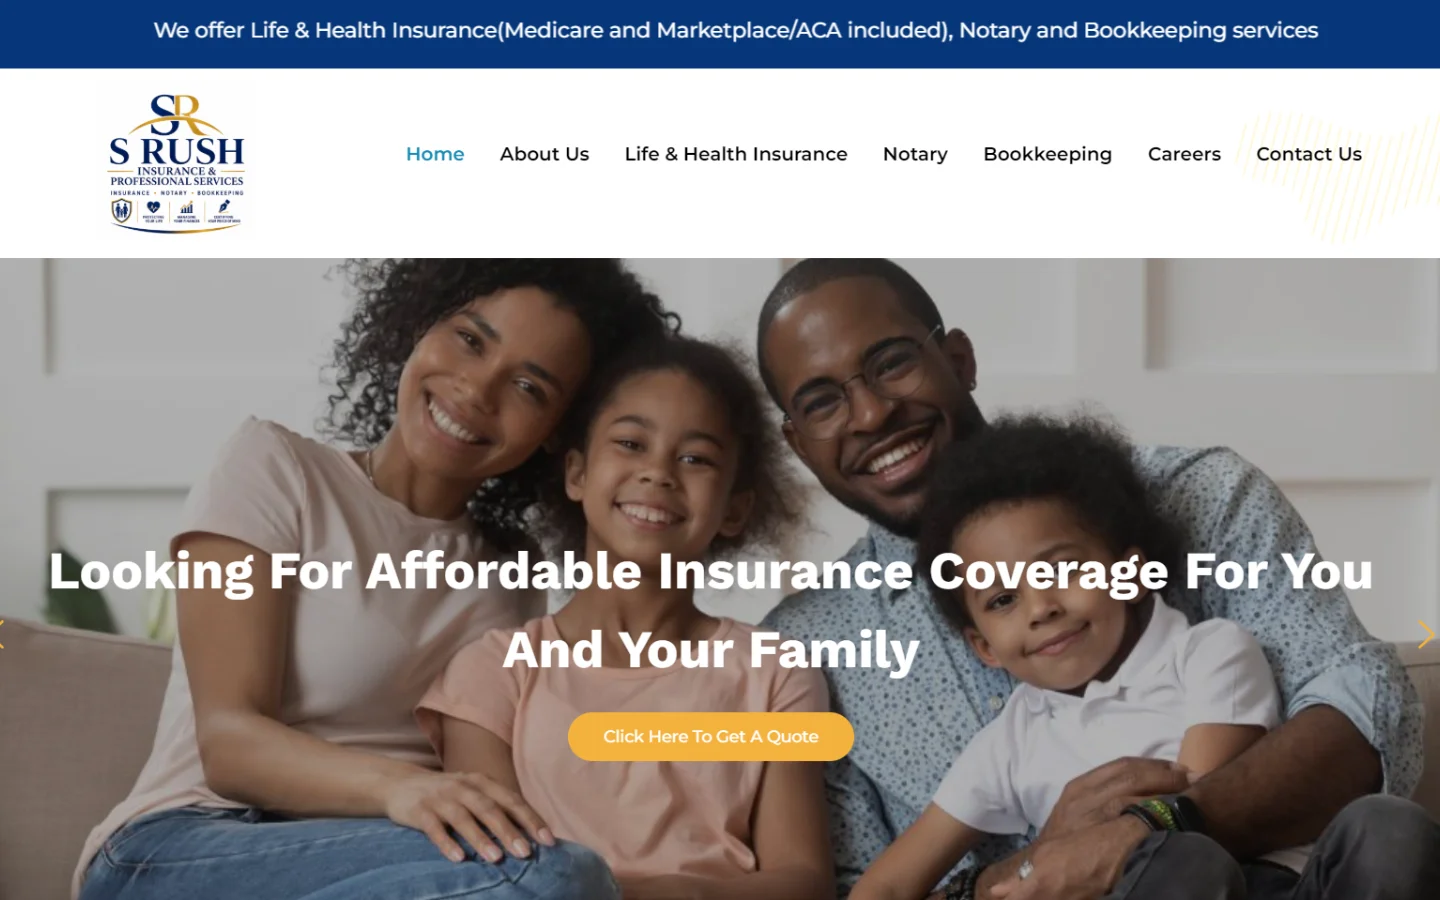 We offer Life & Health Insurance(Medicare and Marketplace/ACA included), Notary and Bookkeeping services
SR
S RUSH
INSURANCE &
PROFESSIONAL SERVICES
INSURANCE • NOTARY • BOOKKEEPING
Home
About Us
Life & Health Insurance
Notary
Bookkeeping
Careers
Contact Us
Looking For Affordable Insurance Coverage For You
And Your Family
Click Here To Get A Quote